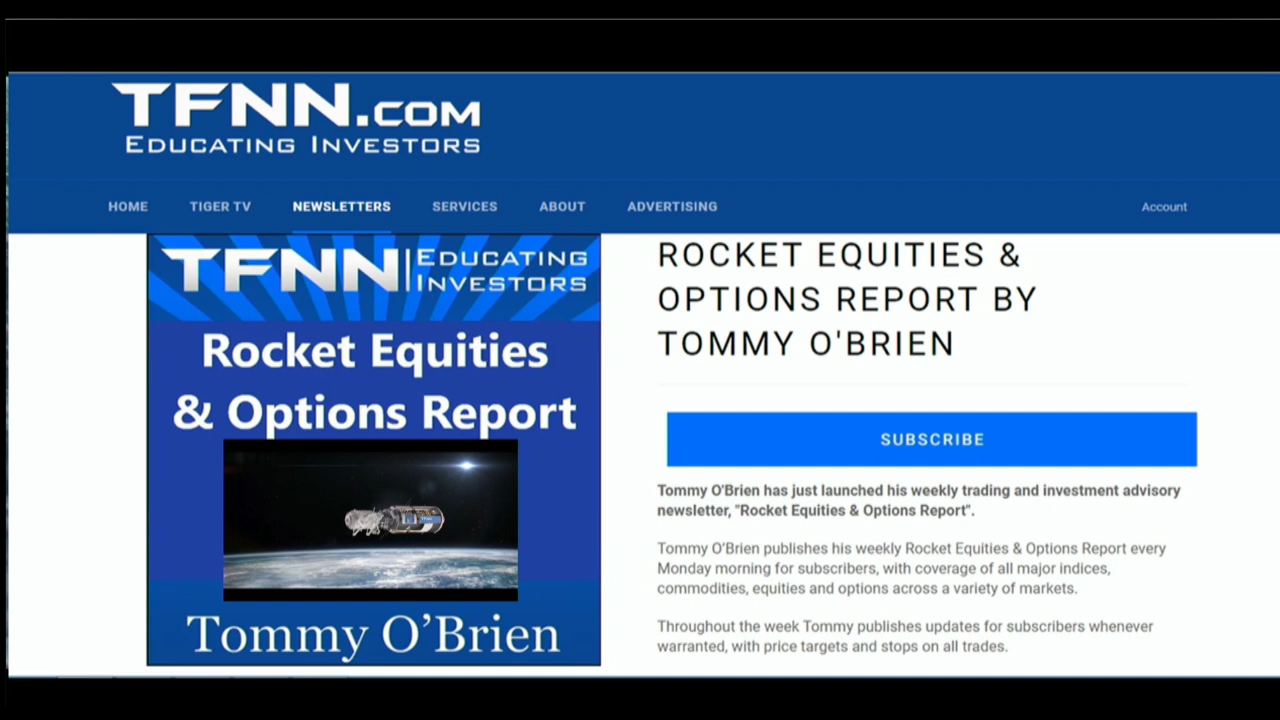 TFNN.COM
EDUCATING INVESTORS
HOME TIGER TV NEWSLETTERS SERVICES ABOUT ADVERTISING Account
TFNN EDUCATING
INVESTORS
Rocket Equities
& Options Report
Tommy O’Brien
ROCKET EQUITIES &
OPTIONS REPORT BY
TOMMY O'BRIEN
SUBSCRIBE
Tommy O'Brien has just launched his weekly trading and investment advisory
newsletter, "Rocket Equities & Options Report".
Tommy O’Brien publishes his weekly Rocket Equities & Options Report every
Monday morning for subscribers, with coverage of all major indices,
commodities, equities and options across a variety of markets.
Throughout the week Tommy publishes updates for subscribers whenever
warranted, with price targets and stops on all trades.